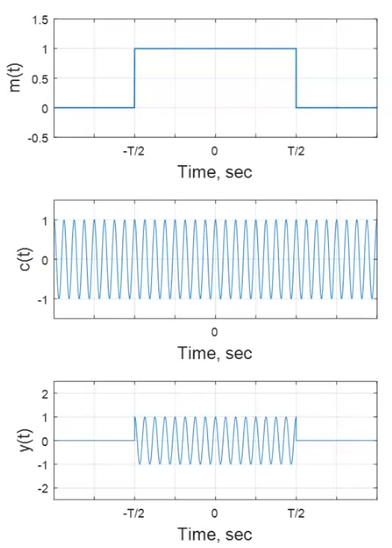 1.5
1
0.5
0
-0.5
m(t)
-T/2 0 T/2
Time, sec
1
0
-1
c(t)
0
Time, sec
2
1
0
-1
-2
y(t)
-T/2 0 T/2
Time, sec